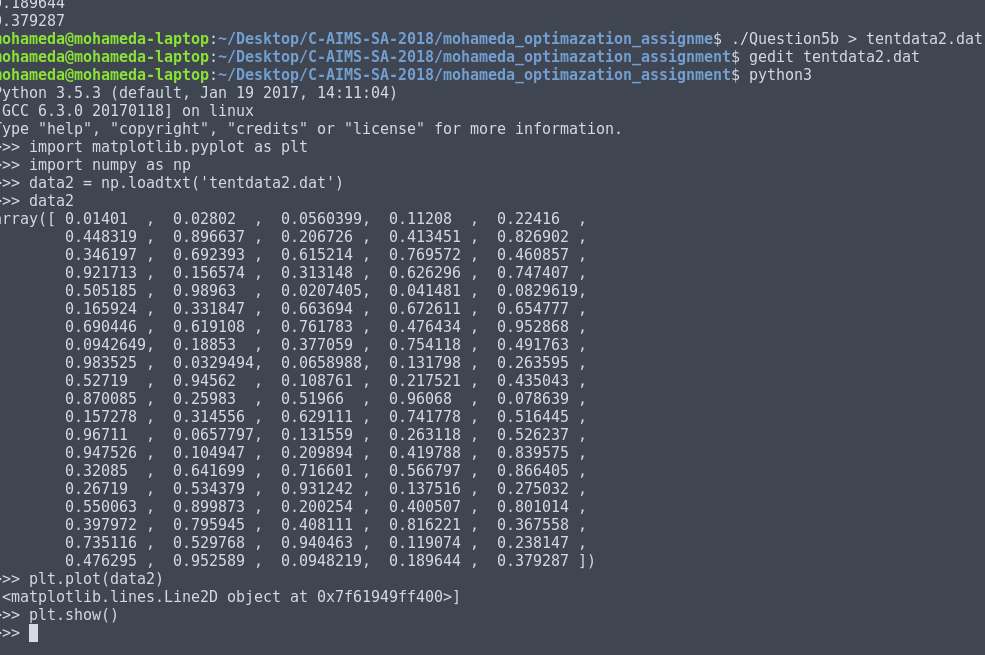 .189644
.379287
mohameda@mohameda-laptop:~/Desktop/C-AIMS-SA-2018/mohameda_optimazation_assignme$ ./Question5b > tentdata2.dat
mohameda@mohameda-laptop:~/Desktop/C-AIMS-SA-2018/mohameda_optimazation_assignment$ gedit tentdata2.dat
mohameda@mohameda-laptop:~/Desktop/C-AIMS-SA-2018/mohameda_optimazation_assignment$ python3
Python 3.5.3 (default, Jan 19 2017, 14:11:04)
[GCC 6.3.0 20170118] on linux
Type "help", "copyright", "credits" or "license" for more information.
>>> import matplotlib.pyplot as plt
>>> import numpy as np
>>> data2 = np.loadtxt('tentdata2.dat')
>>> data2
array([ 0.01401  ,  0.02802  ,  0.0560399,  0.11208  ,  0.22416  ,
        0.448319 ,  0.896637 ,  0.206726 ,  0.413451 ,  0.826902 ,
        0.346197 ,  0.692393 ,  0.615214 ,  0.769572 ,  0.460857 ,
        0.921713 ,  0.156574 ,  0.313148 ,  0.626296 ,  0.747407 ,
        0.505185 ,  0.98963  ,  0.0207405,  0.041481 ,  0.0829619,
        0.165924 ,  0.331847 ,  0.663694 ,  0.672611 ,  0.654777 ,
        0.690446 ,  0.619108 ,  0.761783 ,  0.476434 ,  0.952868 ,
        0.0942649,  0.18853  ,  0.377059 ,  0.754118 ,  0.491763 ,
        0.983525 ,  0.0329494,  0.0658988,  0.131798 ,  0.263595 ,
        0.52719  ,  0.94562  ,  0.108761 ,  0.217521 ,  0.435043 ,
        0.870085 ,  0.25983  ,  0.51966  ,  0.96068  ,  0.078639 ,
        0.157278 ,  0.314556 ,  0.629111 ,  0.741778 ,  0.516445 ,
        0.96711  ,  0.0657797,  0.131559 ,  0.263118 ,  0.526237 ,
        0.947526 ,  0.104947 ,  0.209894 ,  0.419788 ,  0.839575 ,
        0.32085  ,  0.641699 ,  0.716601 ,  0.566797 ,  0.866405 ,
        0.26719  ,  0.534379 ,  0.931242 ,  0.137516 ,  0.275032 ,
        0.550063 ,  0.899873 ,  0.200254 ,  0.400507 ,  0.801014 ,
        0.397972 ,  0.795945 ,  0.408111 ,  0.816221 ,  0.367558 ,
        0.735116 ,  0.529768 ,  0.940463 ,  0.119074 ,  0.238147 ,
        0.476295 ,  0.952589 ,  0.0948219,  0.189644 ,  0.379287 ])
>>> plt.plot(data2)
[<matplotlib.lines.Line2D object at 0x7f61949ff400>]
>>> plt.show()
>>>